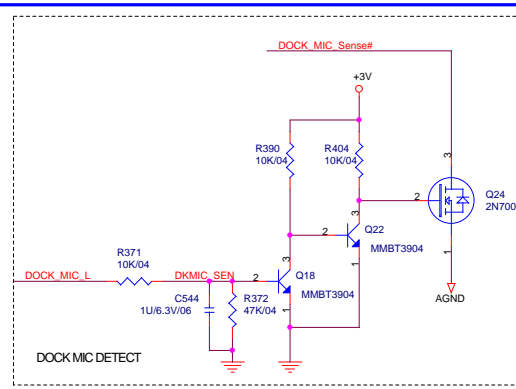 DOCK_MIC_Sense#
+3V
R390
10K/04
R404
10K/04
3
2
Q24
2N700
1
AGND
3
2
Q22
MMBT3904
1
R371
10K/04
DOCK_MIC_L
DKMIC_SEN
2
3
Q18
MMBT3904
1
C544
1U/6.3V/06
R372
47K/04
DOCK MIC DETECT